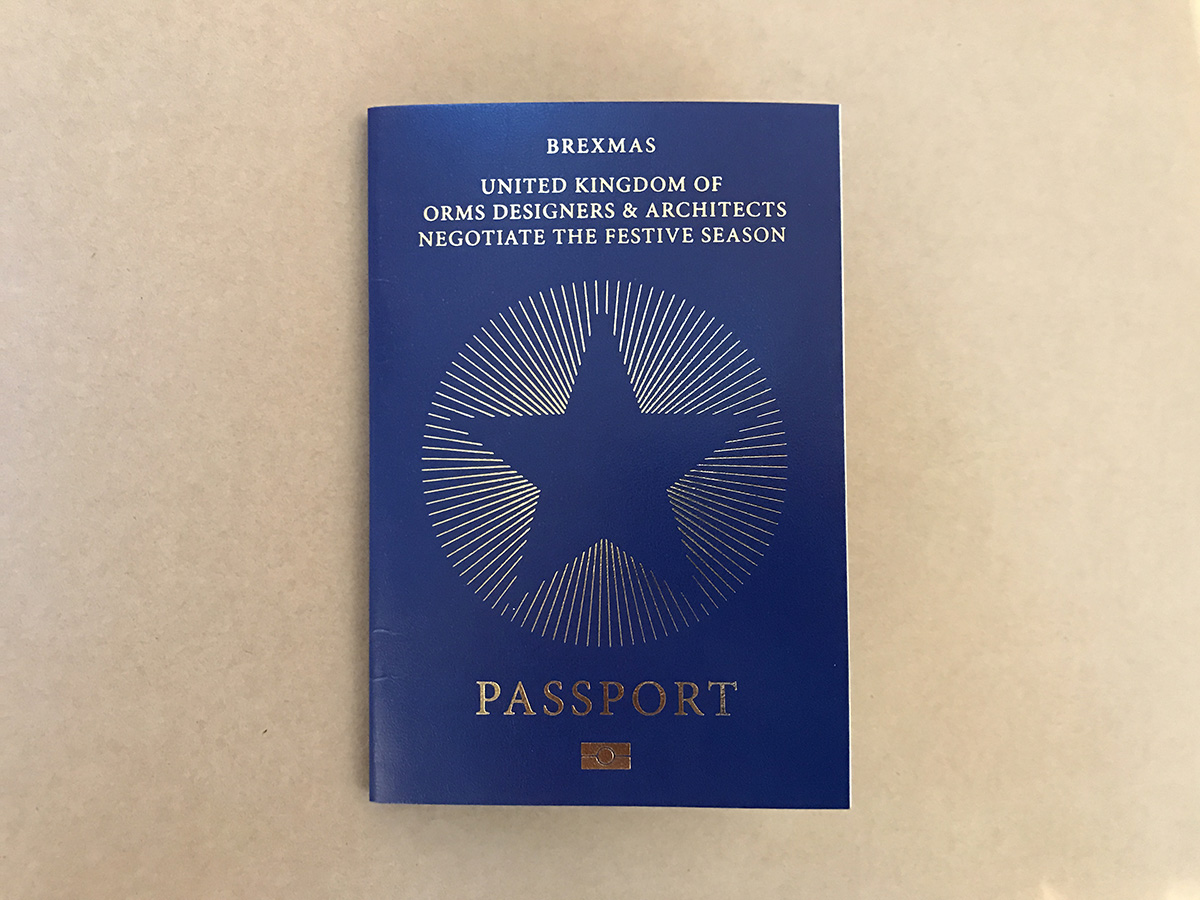 BREXMAS
UNITED KINGDOM OF
ORMS DESIGNERS & ARCHITECTS
NEGOTIATE THE FESTIVE SEASON
PASSPORT